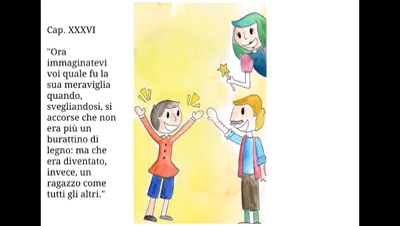 Cap. XXXVI
"Ora
immaginatevi
voi quale fu la
sua meraviglia
quando,
svegliandosi, si
accorse che non
era più un
burattino di
legno: ma che
era diventato,
invece, un
ragazzo come
tutti gli altri."